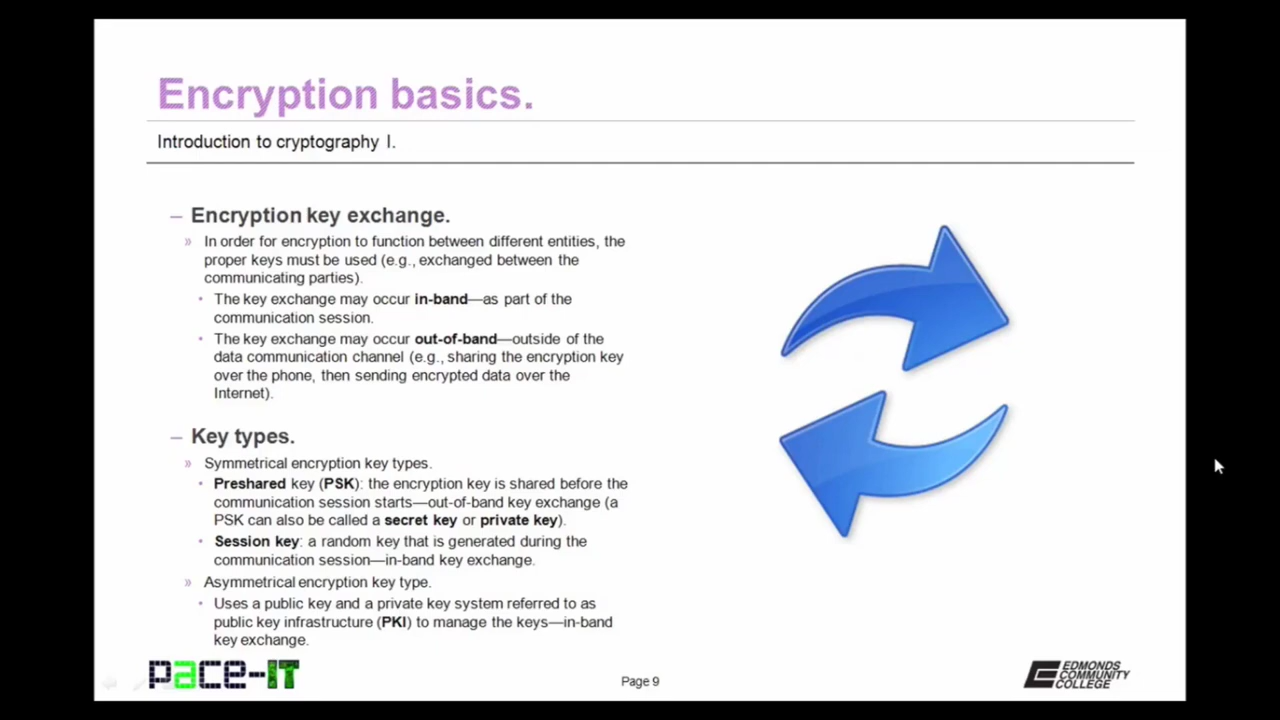 Encryption basics.
Introduction to cryptography I.
– Encryption key exchange.
» In order for encryption to function between different entities, the
proper keys must be used (e.g., exchanged between the
communicating parties).
• The key exchange may occur in-band—as part of the
communication session.
• The key exchange may occur out-of-band—outside of the
data communication channel (e.g., sharing the encryption key
over the phone, then sending encrypted data over the
Internet).
– Key types.
» Symmetrical encryption key types.
• Preshared key (PSK): the encryption key is shared before the
communication session starts—out-of-band key exchange (a
PSK can also be called a secret key or private key).
• Session key: a random key that is generated during the
communication session—in-band key exchange.
» Asymmetrical encryption key type.
• Uses a public key and a private key system referred to as
public key infrastructure (PKI) to manage the keys—in-band
key exchange.
pace-IT
Page 9
EDMONDS
COMMUNITY
COLLEGE